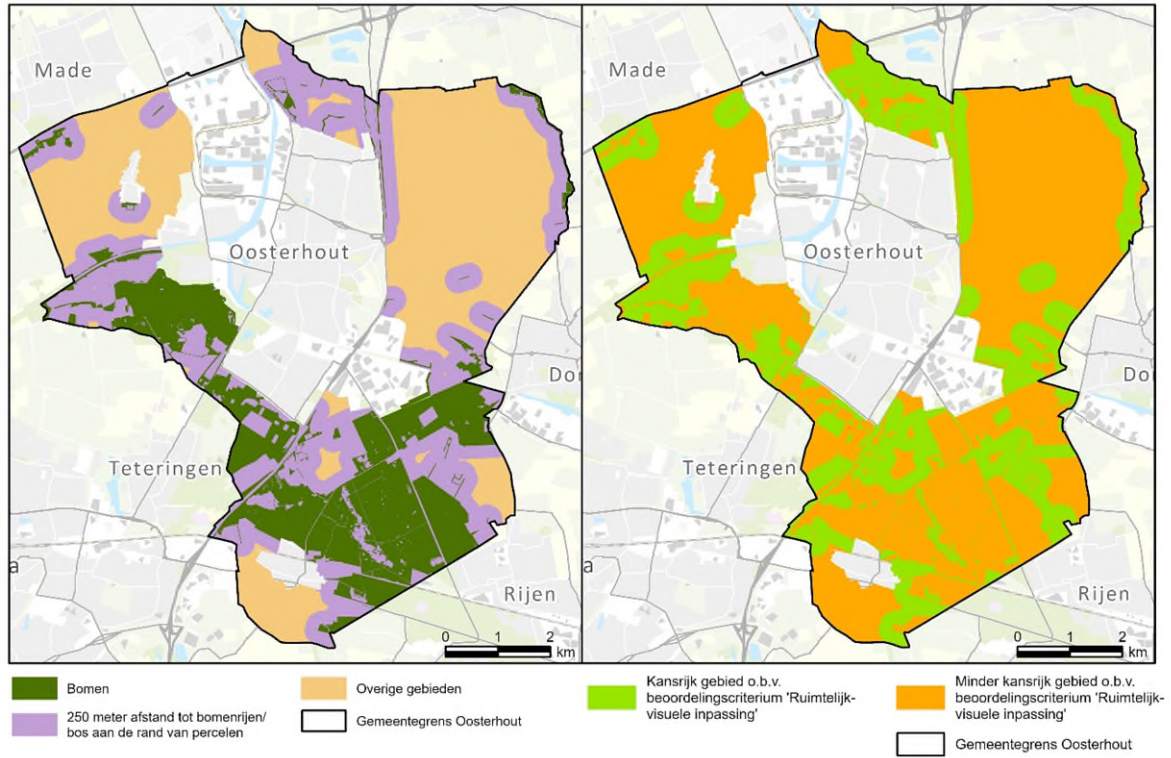 Made
Oosterhout
Teteringen
Dor
a
Rijen
0 1 2
km
Made
Oosterhout
Teteringen
Do
a
Rijen
0 1 2
km
Bomen
250 meter afstand tot bomenrijen/
bos aan de rand van percelen
Overige gebieden
Gemeentegrens Oosterhout
Kansrijk gebied o.b.v.
beoordelingscriterium 'Ruimtelijk-
visuele inpassing'
Minder kansrijk gebied o.b.v.
beoordelingscriterium 'Ruimtelijk-
visuele inpassing'
Gemeentegrens Oosterhout